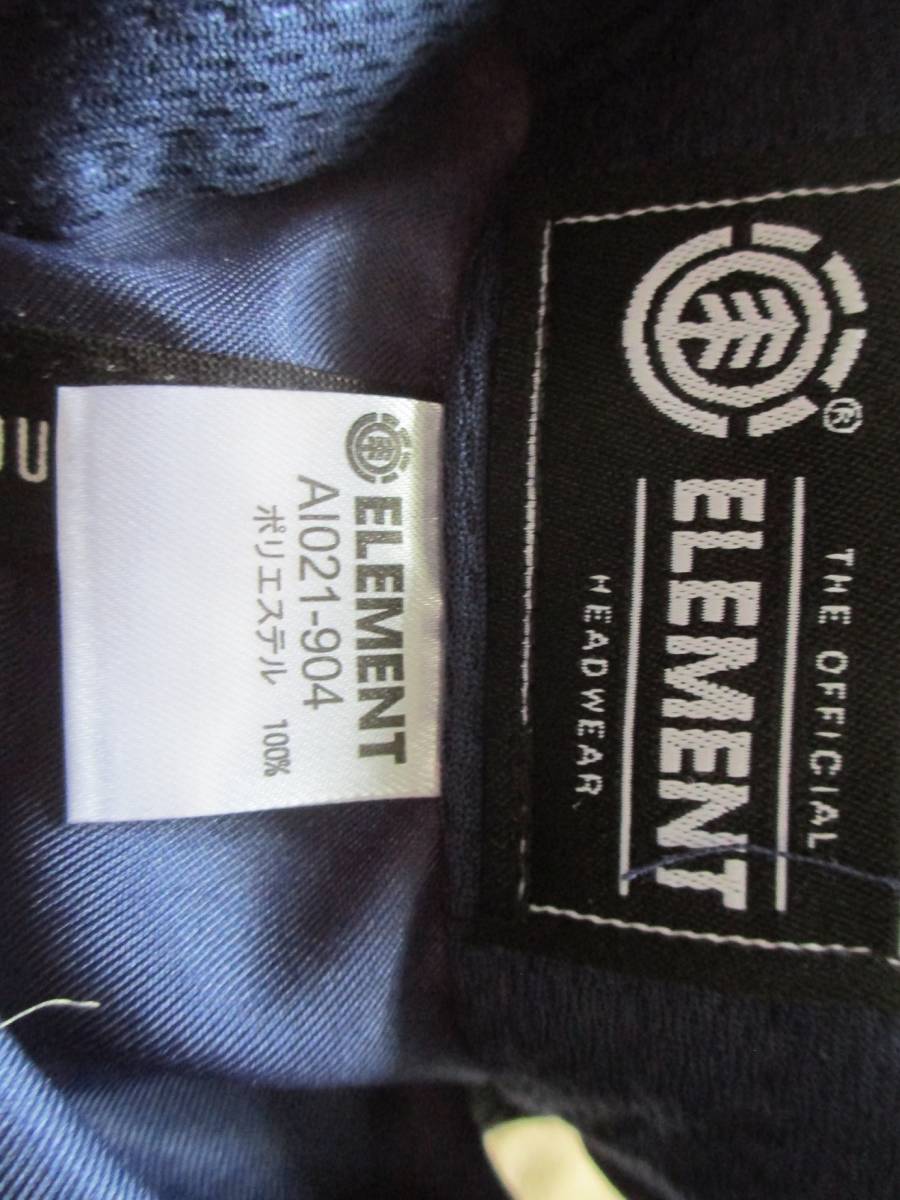 ELEMENT
AI021-904
ポリエステル 100%
®
THE OFFICIAL
ELEMENT
HEADWEAR